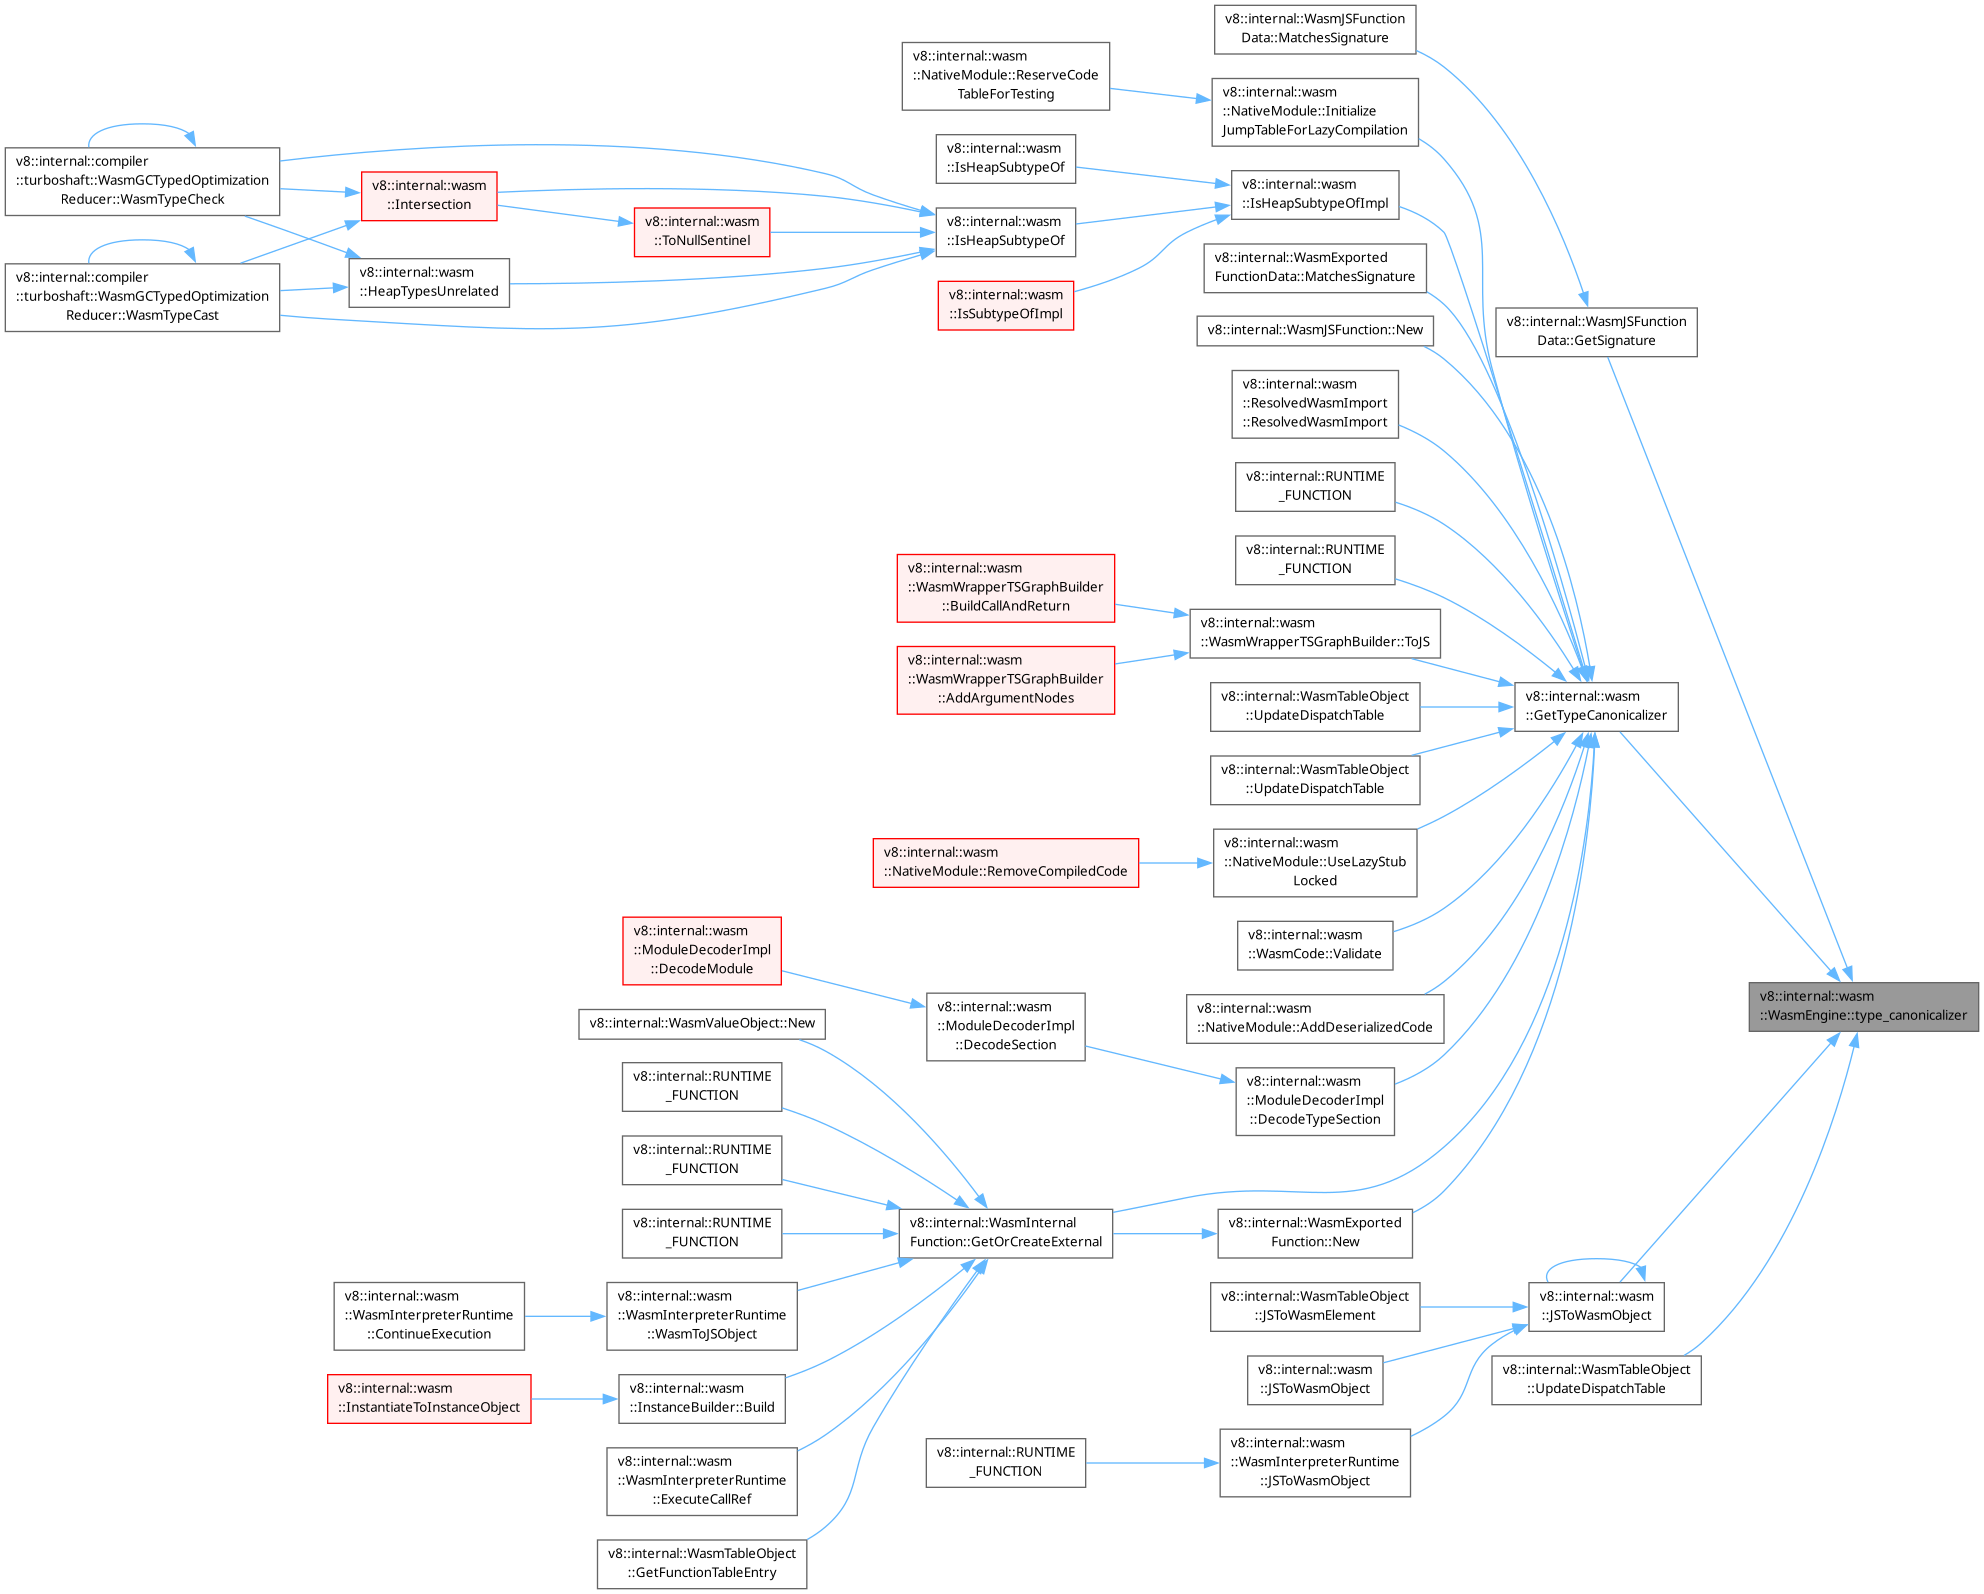 v8::internal::WasmJSFunction
Data::MatchesSignature
v8::internal::wasm
::NativeModule::ReserveCode
TableForTesting
v8::internal::wasm
::NativeModule::Initialize
JumpTableForLazyCompilation
v8::internal::compiler
::turboshaft::WasmGCTypedOptimization
Reducer::WasmTypeCheck
v8::internal::wasm
::Intersection
v8::internal::wasm
::ToNullSentinel
v8::internal::wasm
::IsHeapSubtypeOf
v8::internal::wasm
::IsHeapSubtypeOfImpl
v8::internal::wasm
::IsHeapSubtypeOf
v8::internal::compiler
::turboshaft::WasmGCTypedOptimization
Reducer::WasmTypeCast
v8::internal::wasm
::HeapTypesUnrelated
v8::internal::wasm
::IsSubtypeOfImpl
v8::internal::WasmExported
FunctionData::MatchesSignature
v8::internal::WasmJSFunction::New
v8::internal::WasmJSFunction
Data::GetSignature
v8::internal::wasm
::ResolvedWasmImport
::ResolvedWasmImport
v8::internal::RUNTIME
_FUNCTION
v8::internal::RUNTIME
_FUNCTION
v8::internal::wasm
::WasmWrapperTSGraphBuilder
::BuildCallAndReturn
v8::internal::wasm
::WasmWrapperTSGraphBuilder::ToJS
v8::internal::wasm
::WasmWrapperTSGraphBuilder
::AddArgumentNodes
v8::internal::WasmTableObject
::UpdateDispatchTable
v8::internal::wasm
::GetTypeCanonicalizer
v8::internal::WasmTableObject
::UpdateDispatchTable
v8::internal::wasm
::NativeModule::RemoveCompiledCode
v8::internal::wasm
::NativeModule::UseLazyStub
Locked
v8::internal::wasm
::WasmCode::Validate
v8::internal::wasm
::ModuleDecoderImpl
::DecodeModule
v8::internal::wasm
::NativeModule::AddDeserializedCode
v8::internal::wasm
::WasmEngine::type_canonicalizer
v8::internal::WasmValueObject::New
v8::internal::wasm
::ModuleDecoderImpl
::DecodeSection
v8::internal::RUNTIME
_FUNCTION
v8::internal::wasm
::ModuleDecoderImpl
::DecodeTypeSection
v8::internal::RUNTIME
_FUNCTION
v8::internal::RUNTIME
_FUNCTION
v8::internal::WasmInternal
Function::GetOrCreateExternal
v8::internal::WasmExported
Function::New
v8::internal::wasm
::WasmInterpreterRuntime
::ContinueExecution
v8::internal::wasm
::WasmInterpreterRuntime
::WasmToJSObject
v8::internal::WasmTableObject
::JSToWasmElement
v8::internal::wasm
::JSToWasmObject
v8::internal::wasm
::InstantiateToInstanceObject
v8::internal::wasm
::InstanceBuilder::Build
v8::internal::wasm
::JSToWasmObject
v8::internal::WasmTableObject
::UpdateDispatchTable
v8::internal::wasm
::WasmInterpreterRuntime
::ExecuteCallRef
v8::internal::RUNTIME
_FUNCTION
v8::internal::wasm
::WasmInterpreterRuntime
::JSToWasmObject
v8::internal::WasmTableObject
::GetFunctionTableEntry